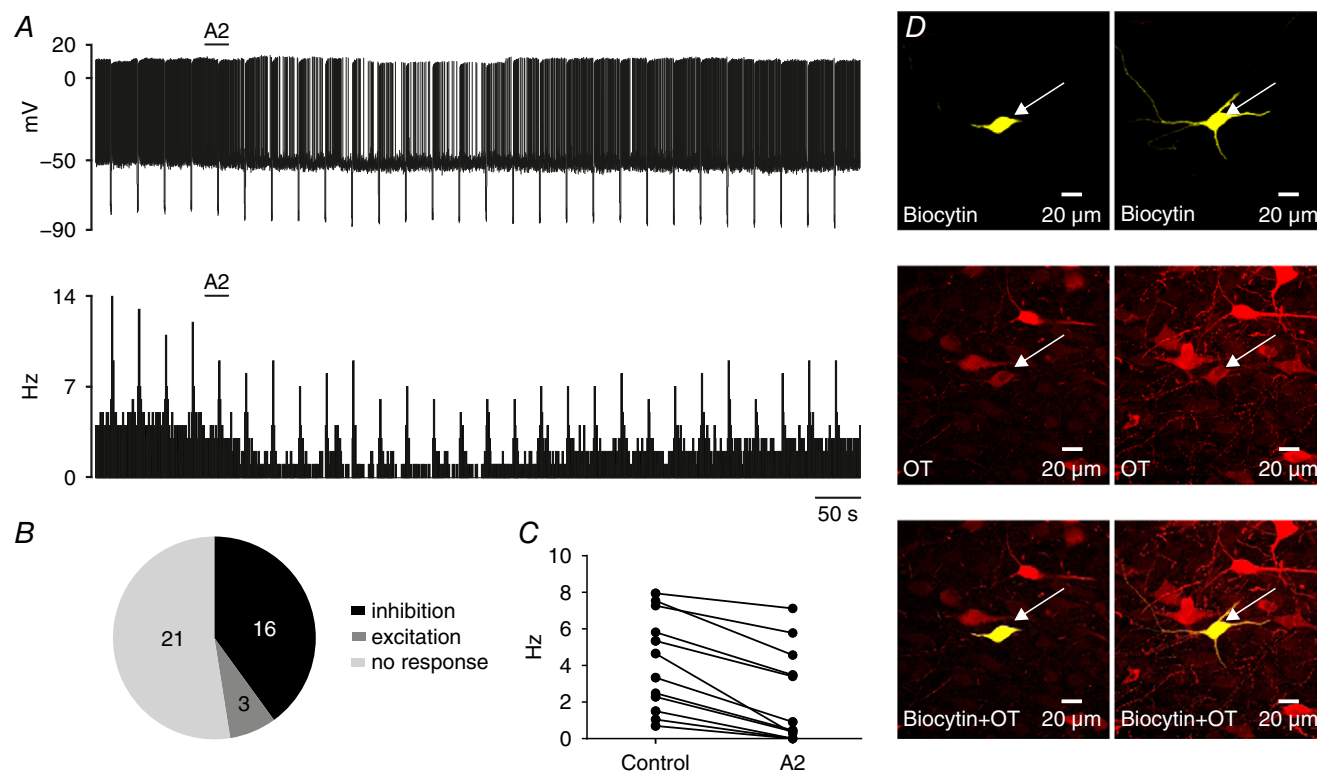 A
A2
20
0
mV
−50
−90
A2
14
7
Hz
0
50 s
B
21
16
3
inhibition
excitation
no response
C
10
8
6
Hz
4
2
0
Control A2
D
Biocytin 20 µm
Biocytin 20 µm
OT 20 µm
OT 20 µm
Biocytin+OT 20 µm
Biocytin+OT 20 µm